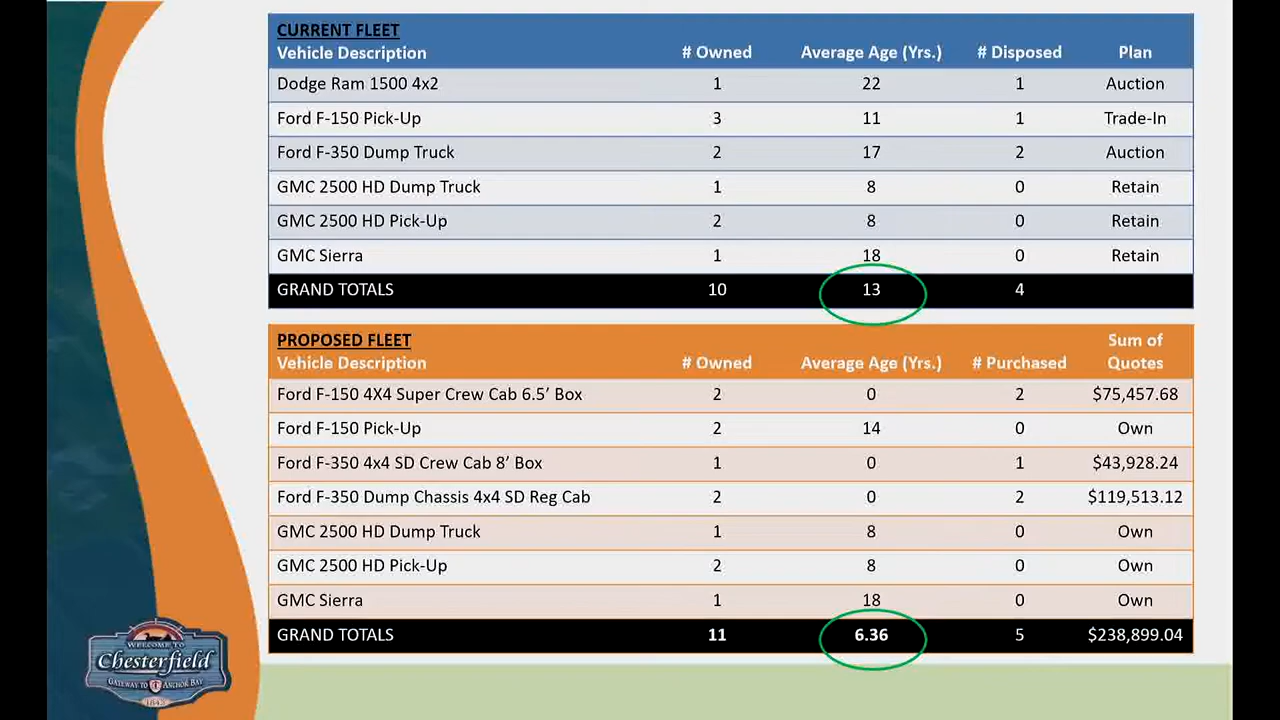 CURRENT FLEET
Vehicle Description # Owned Average Age (Yrs.) # Disposed Plan
Dodge Ram 1500 4x2 1 22 1 Auction
Ford F-150 Pick-Up 3 11 1 Trade-In
Ford F-350 Dump Truck 2 17 2 Auction
GMC 2500 HD Dump Truck 1 8 0 Retain
GMC 2500 HD Pick-Up 2 8 0 Retain
GMC Sierra 1 18 0 Retain
GRAND TOTALS 10 13 4
PROPOSED FLEET Sum of
Vehicle Description # Owned Average Age (Yrs.) # Purchased Quotes
Ford F-150 4X4 Super Crew Cab 6.5’ Box 2 0 2 $75,457.68
Ford F-150 Pick-Up 2 14 0 Own
Ford F-350 4x4 SD Crew Cab 8’ Box 1 0 1 $43,928.24
Ford F-350 Dump Chassis 4x4 SD Reg Cab 2 0 2 $119,513.12
GMC 2500 HD Dump Truck 1 8 0 Own
GMC 2500 HD Pick-Up 2 8 0 Own
GMC Sierra 1 18 0 Own
GRAND TOTALS 11 6.36 5 $238,899.04
WELCOME TO
Chesterfield
GATEWAY TO ANCHOR BAY
1842